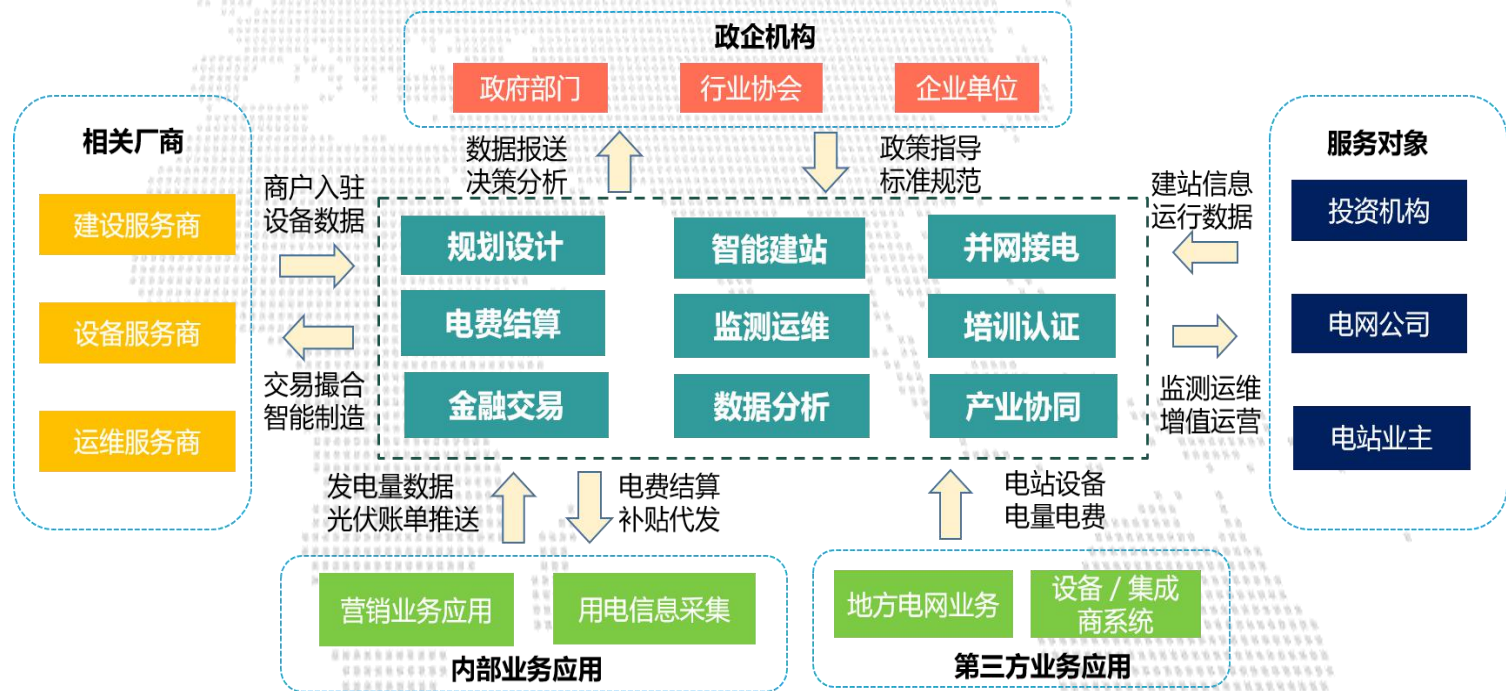 政企机构
政府部门
行业协会
企业单位
数据报送
决策分析
政策指导
标准规范
相关厂商
建设服务商
设备服务商
运维服务商
商户入驻
设备数据
交易撮合
智能制造
规划设计
智能建站
并网接电
电费结算
监测运维
培训认证
金融交易
数据分析
产业协同
建站信息
运行数据
监测运维
增值运营
服务对象
投资机构
电网公司
电站业主
发电量数据
光伏账单推送
电费结算
补贴代发
电站设备
电量电费
营销业务应用
用电信息采集
内部业务应用
地方电网业务
设备 / 集成
商系统
第三方业务应用